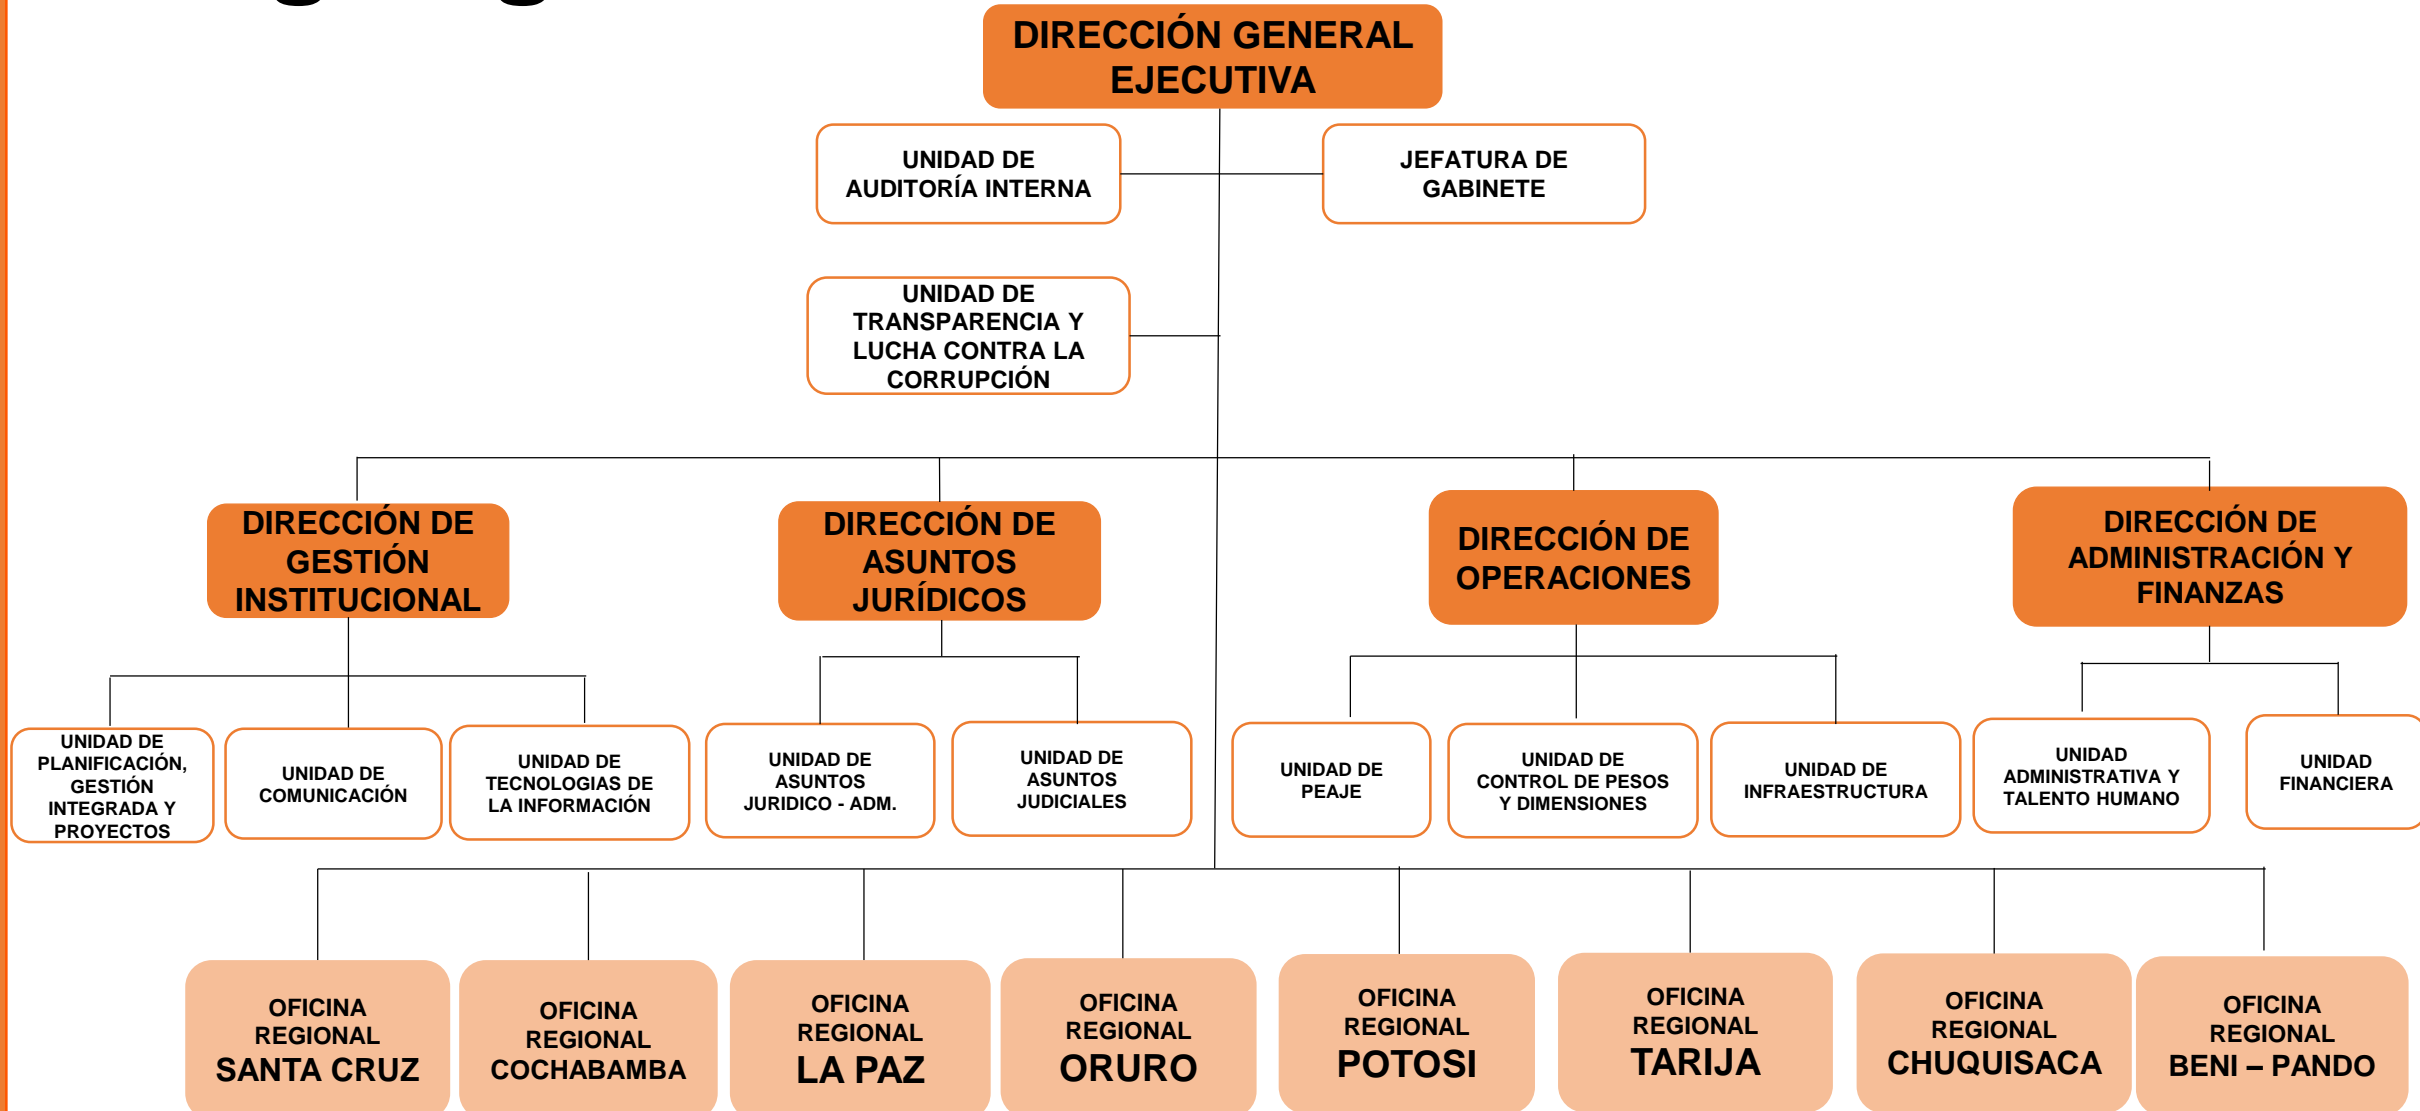 DIRECCIÓN GENERAL
EJECUTIVA
UNIDAD DE
AUDITORÍA INTERNA
JEFATURA DE
GABINETE
UNIDAD DE
TRANSPARENCIA Y
LUCHA CONTRA LA
CORRUPCIÓN
DIRECCIÓN DE
GESTIÓN
INSTITUCIONAL
DIRECCIÓN DE
ASUNTOS
JURÍDICOS
DIRECCIÓN DE
OPERACIONES
DIRECCIÓN DE
ADMINISTRACIÓN Y
FINANZAS
UNIDAD DE
PLANIFICACIÓN,
GESTIÓN
INTEGRADA Y
PROYECTOS
UNIDAD DE
COMUNICACIÓN
UNIDAD DE
TECNOLOGIAS DE
LA INFORMACIÓN
UNIDAD DE
ASUNTOS
JURIDICO - ADM.
UNIDAD DE
ASUNTOS
JUDICIALES
UNIDAD DE
PEAJE
UNIDAD DE
CONTROL DE PESOS
Y DIMENSIONES
UNIDAD DE
INFRAESTRUCTURA
UNIDAD
ADMINISTRATIVA Y
TALENTO HUMANO
UNIDAD
FINANCIERA
OFICINA
REGIONAL
SANTA CRUZ
OFICINA
REGIONAL
COCHABAMBA
OFICINA
REGIONAL
LA PAZ
OFICINA
REGIONAL
ORURO
OFICINA
REGIONAL
POTOSI
OFICINA
REGIONAL
TARIJA
OFICINA
REGIONAL
CHUQUISACA
OFICINA
REGIONAL
BENI – PANDO